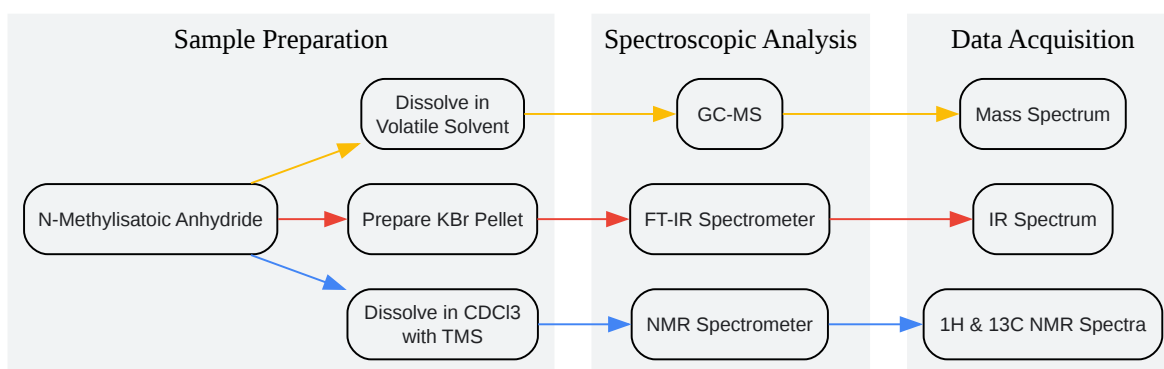 Sample Preparation
Spectroscopic Analysis
Data Acquisition
Dissolve in
Volatile Solvent
GC-MS
Mass Spectrum
N-Methylisatoic Anhydride
Prepare KBr Pellet
FT-IR Spectrometer
IR Spectrum
Dissolve in CDCl3
with TMS
NMR Spectrometer
1H & 13C NMR Spectra